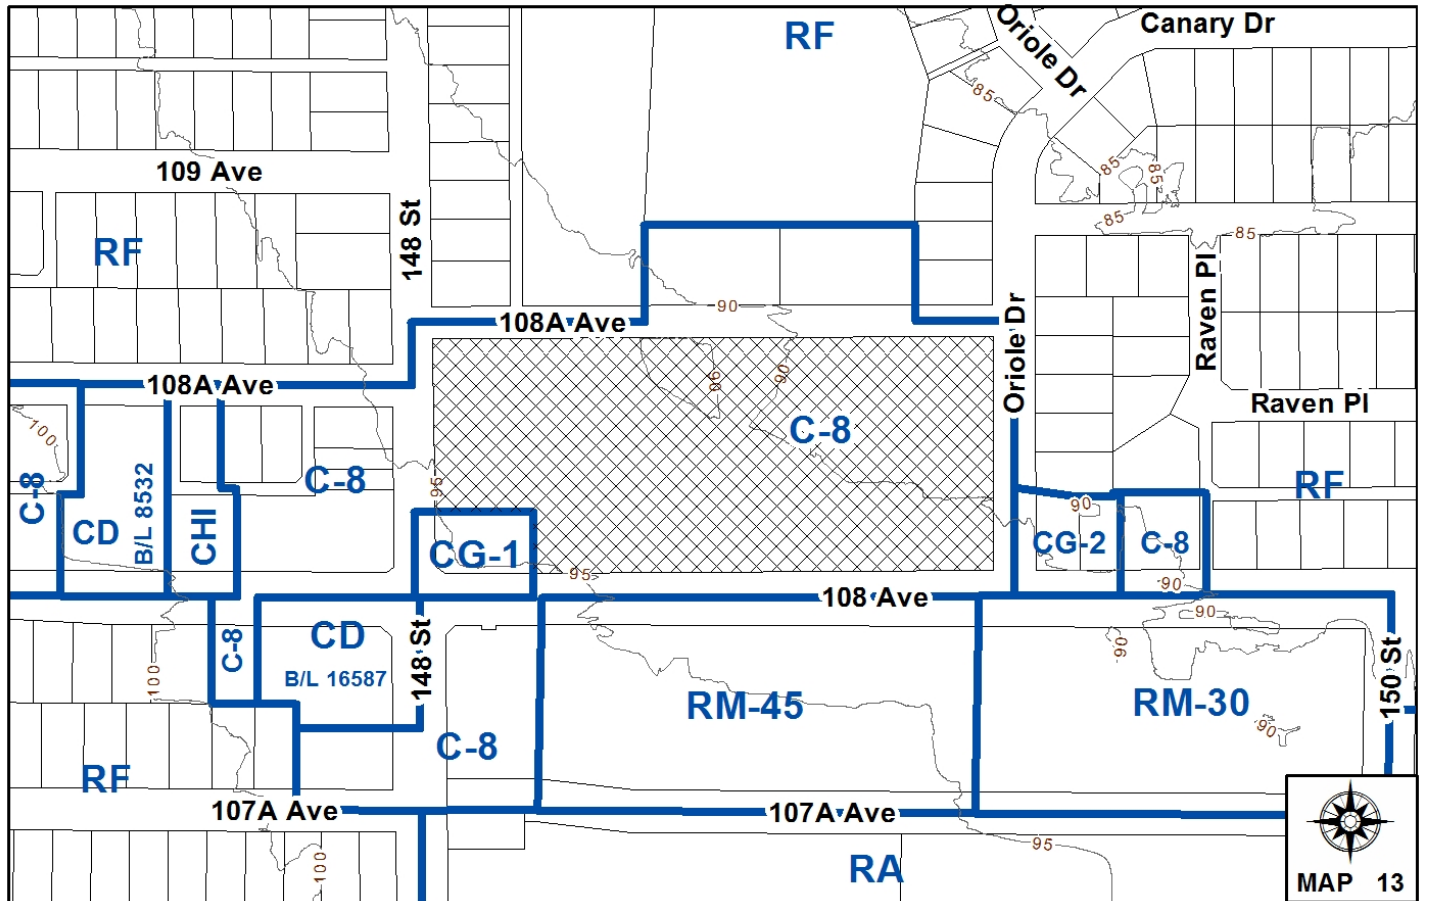 Canary Dr
Oriole Dr
RF
85
109 Ave
85
85
148 St
85
85
RF
Raven Pl
90
108A Ave
Oriole Dr
108A Ave
90
90
Raven Pl
C-8
100
C-8
95
RF
C-8
CD
B/L 8532
CHI
90
CG-1
CG-2
C-8
95
90
108 Ave
90
C-8
CD
148 St
90
150 St
B/L 16587
100
RM-45
RM-30
90
C-8
RF
107A Ave
107A Ave
95
100
RA
MAP 13